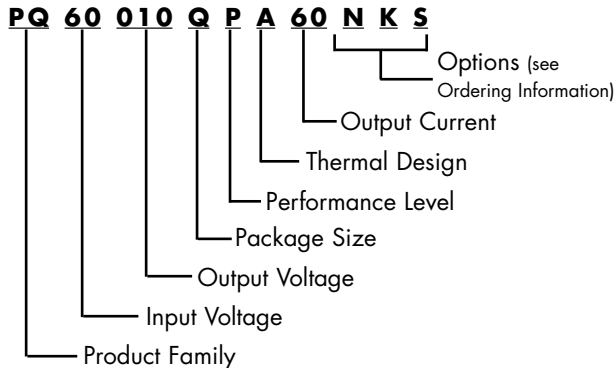 PQ 60 010 Q P A 60 N K S
Options (see
Ordering Information)
Output Current
Thermal Design
Performance Level
Package Size
Output Voltage
Input Voltage
Product Family